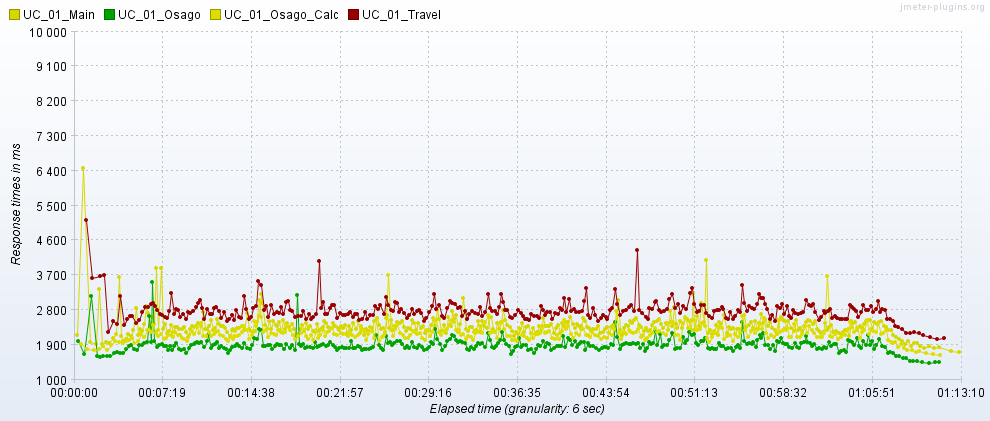 UC_01_Main UC_01_Osago UC_01_Osago_Calc UC_01_Travel
jmeter-plugins.org
10 000
9 100
8 200
7 300
6 400
5 500
4 600
3 700
2 800
1 900
1 000
Response times in ms
00:00:00 00:07:19 00:14:38 00:21:57 00:29:16 00:36:35 00:43:54 00:51:13 00:58:32 01:05:51 01:13:10
Elapsed time (granularity: 6 sec)